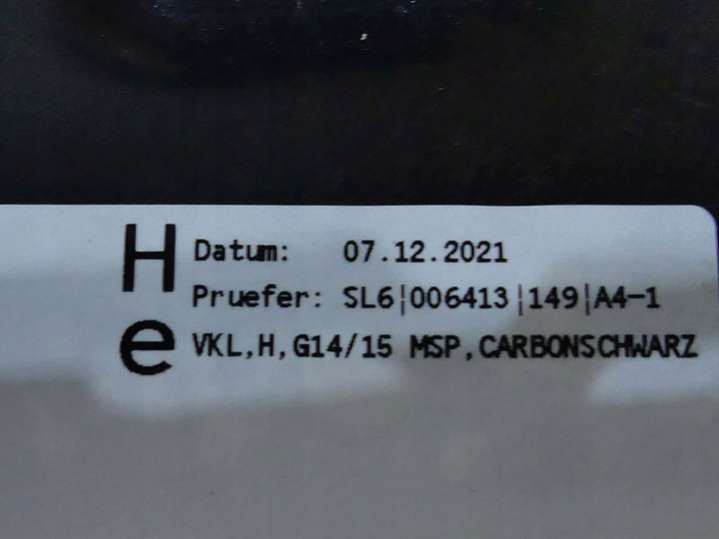 H
e
Datum: 07.12.2021
Pruefer: SL6|006413|149|A4-1
VKL,H,G14/15 MSP,CARBONSCHWARZ